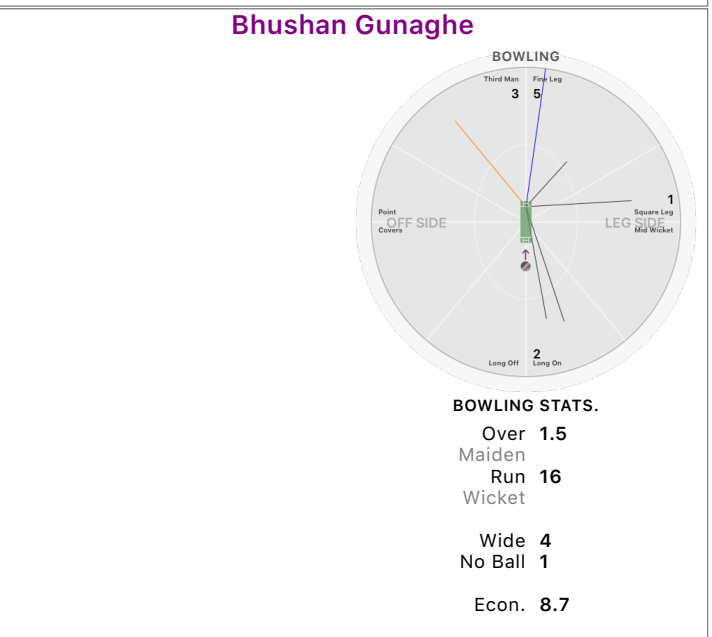 Bhushan Gunaghe
BOWLING
Third Man Fine Leg
3 5
1
Point Square Leg
OFF SIDE LEG SIDE
Covers Mid Wicket
2
Long Off Long On
BOWLING STATS.
Over 1.5
Maiden
Run 16
Wicket
Wide 4
No Ball 1
Econ. 8.7